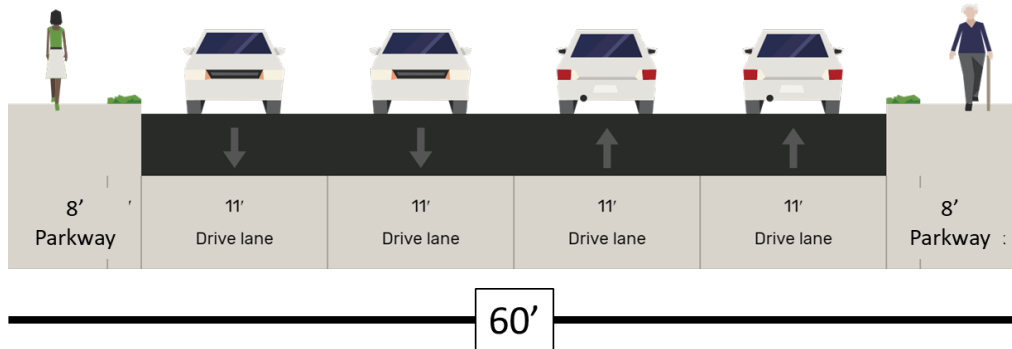 8’ ′
Parkway
11′
Drive lane
11′
Drive lane
11′
Drive lane
11′
Drive lane
8’
Parkway :
60’